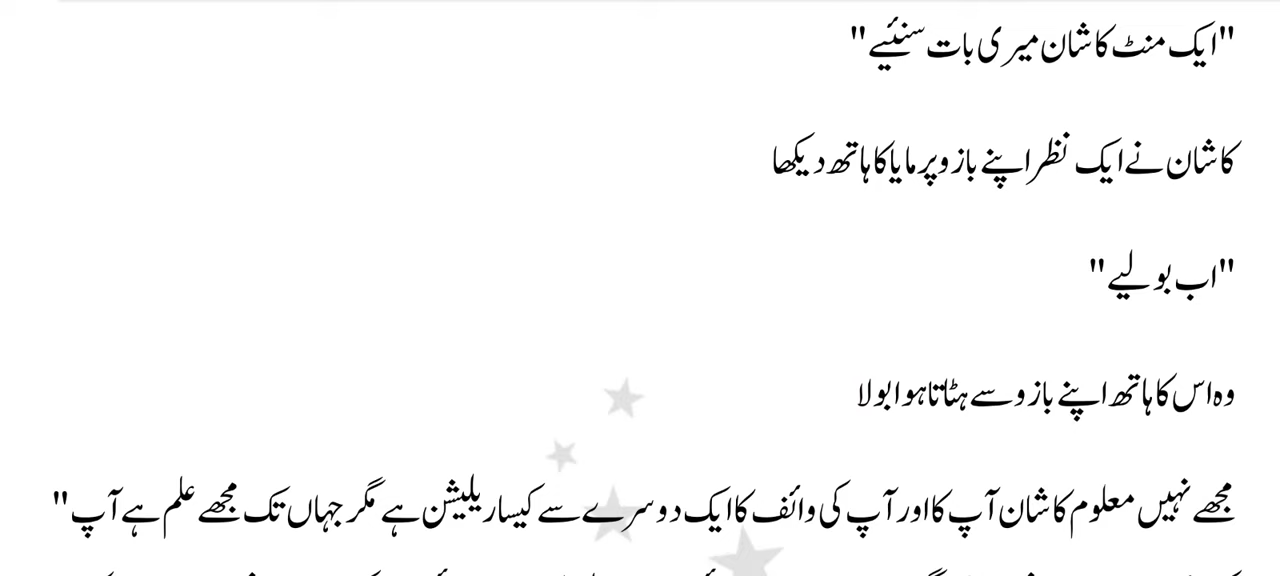 "ایک منٹ کاشان میری بات سنئیے"
کاشان نے ایک نظر اپنے بازو پر مایا کا ہاتھ دیکھا
"اب بولیے"
وہ اس کا ہاتھ اپنے بازو سے ہٹاتا ہوا بولا
مجھے نہیں معلوم کاشان آپ کا اور آپ کی وائف کا ایک دوسرے سے کیسا ریلیشن ہے مگر جہاں تک مجھے علم ہے آپ"